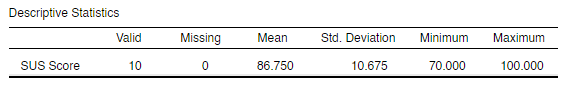 Descriptive Statistics
Valid Missing Mean Std. Deviation Minimum Maximum
SUS Score 10 0 86.750 10.675 70.000 100.000